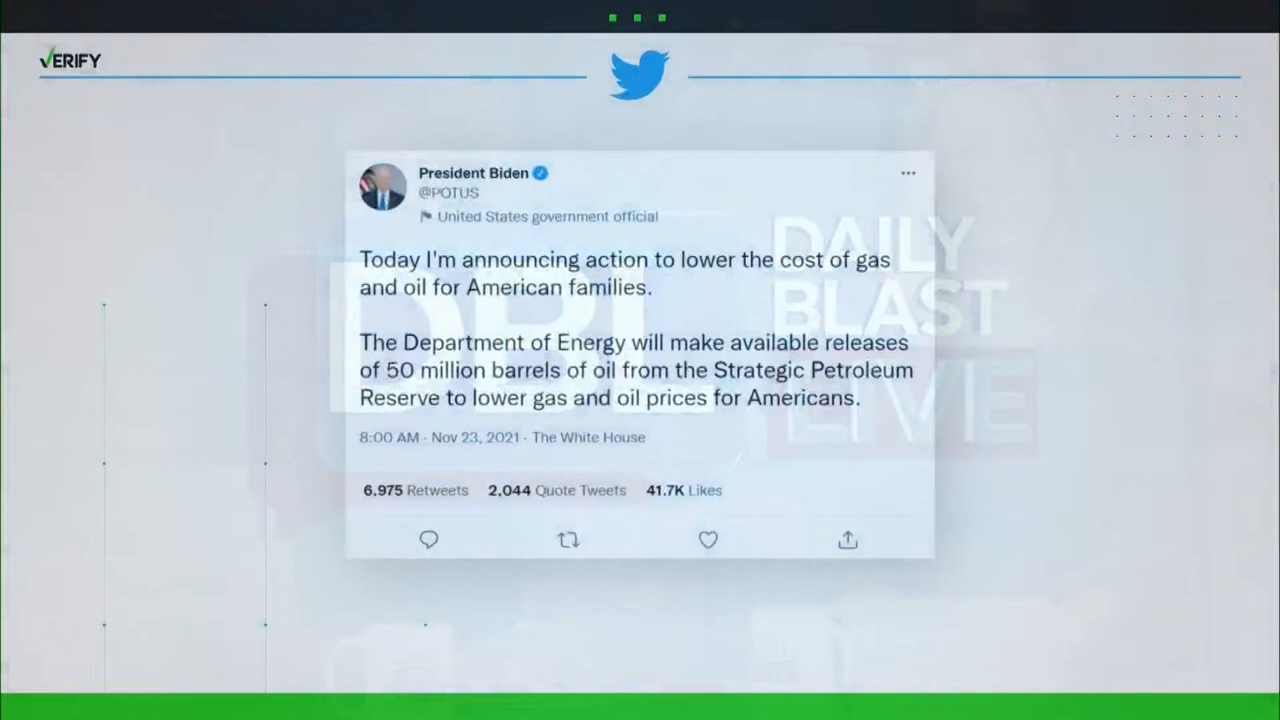 VERIFY
President Biden
@POTUS
United States government official
Today I'm announcing action to lower the cost of gas
and oil for American families.
The Department of Energy will make available releases
of 50 million barrels of oil from the Strategic Petroleum
Reserve to lower gas and oil prices for Americans.
8:00 AM · Nov 23, 2021 · The White House
6,975 Retweets 2,044 Quote Tweets 41.7K Likes
DBL
DAILY
BLAST
LIVE